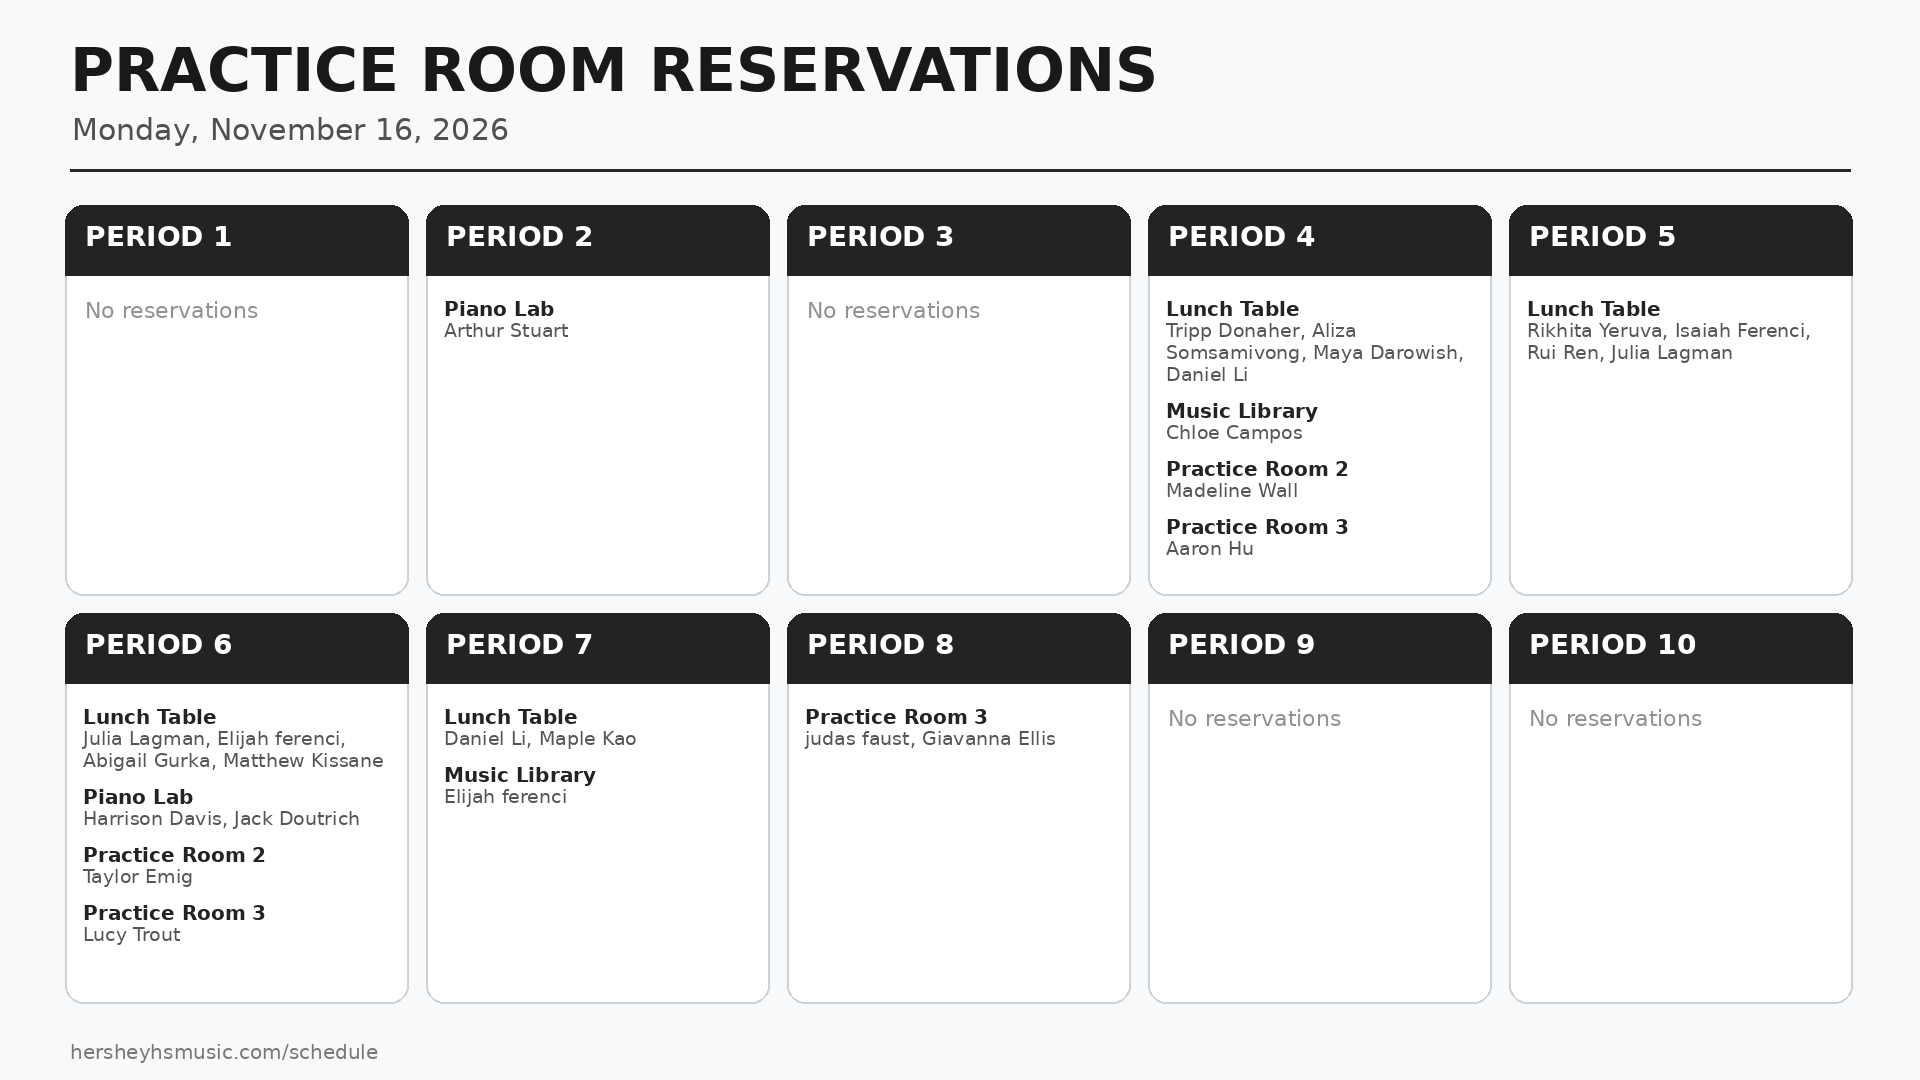 PRACTICE ROOM RESERVATIONS
Monday, November 16, 2026
PERIOD 1
No reservations
PERIOD 2
Piano Lab
Arthur Stuart
PERIOD 3
No reservations
PERIOD 4
Lunch Table
Tripp Donaher, Aliza
Somsamivong, Maya Darowish,
Daniel Li
Music Library
Chloe Campos
Practice Room 2
Madeline Wall
Practice Room 3
Aaron Hu
PERIOD 5
Lunch Table
Rikhita Yeruva, Isaiah Ferenci,
Rui Ren, Julia Lagman
PERIOD 6
Lunch Table
Julia Lagman, Elijah ferenci,
Abigail Gurka, Matthew Kissane
Piano Lab
Harrison Davis, Jack Doutrich
Practice Room 2
Taylor Emig
Practice Room 3
Lucy Trout
PERIOD 7
Lunch Table
Daniel Li, Maple Kao
Music Library
Elijah ferenci
PERIOD 8
Practice Room 3
judas faust, Giavanna Ellis
PERIOD 9
No reservations
PERIOD 10
No reservations
hersheyhsmusic.com/schedule